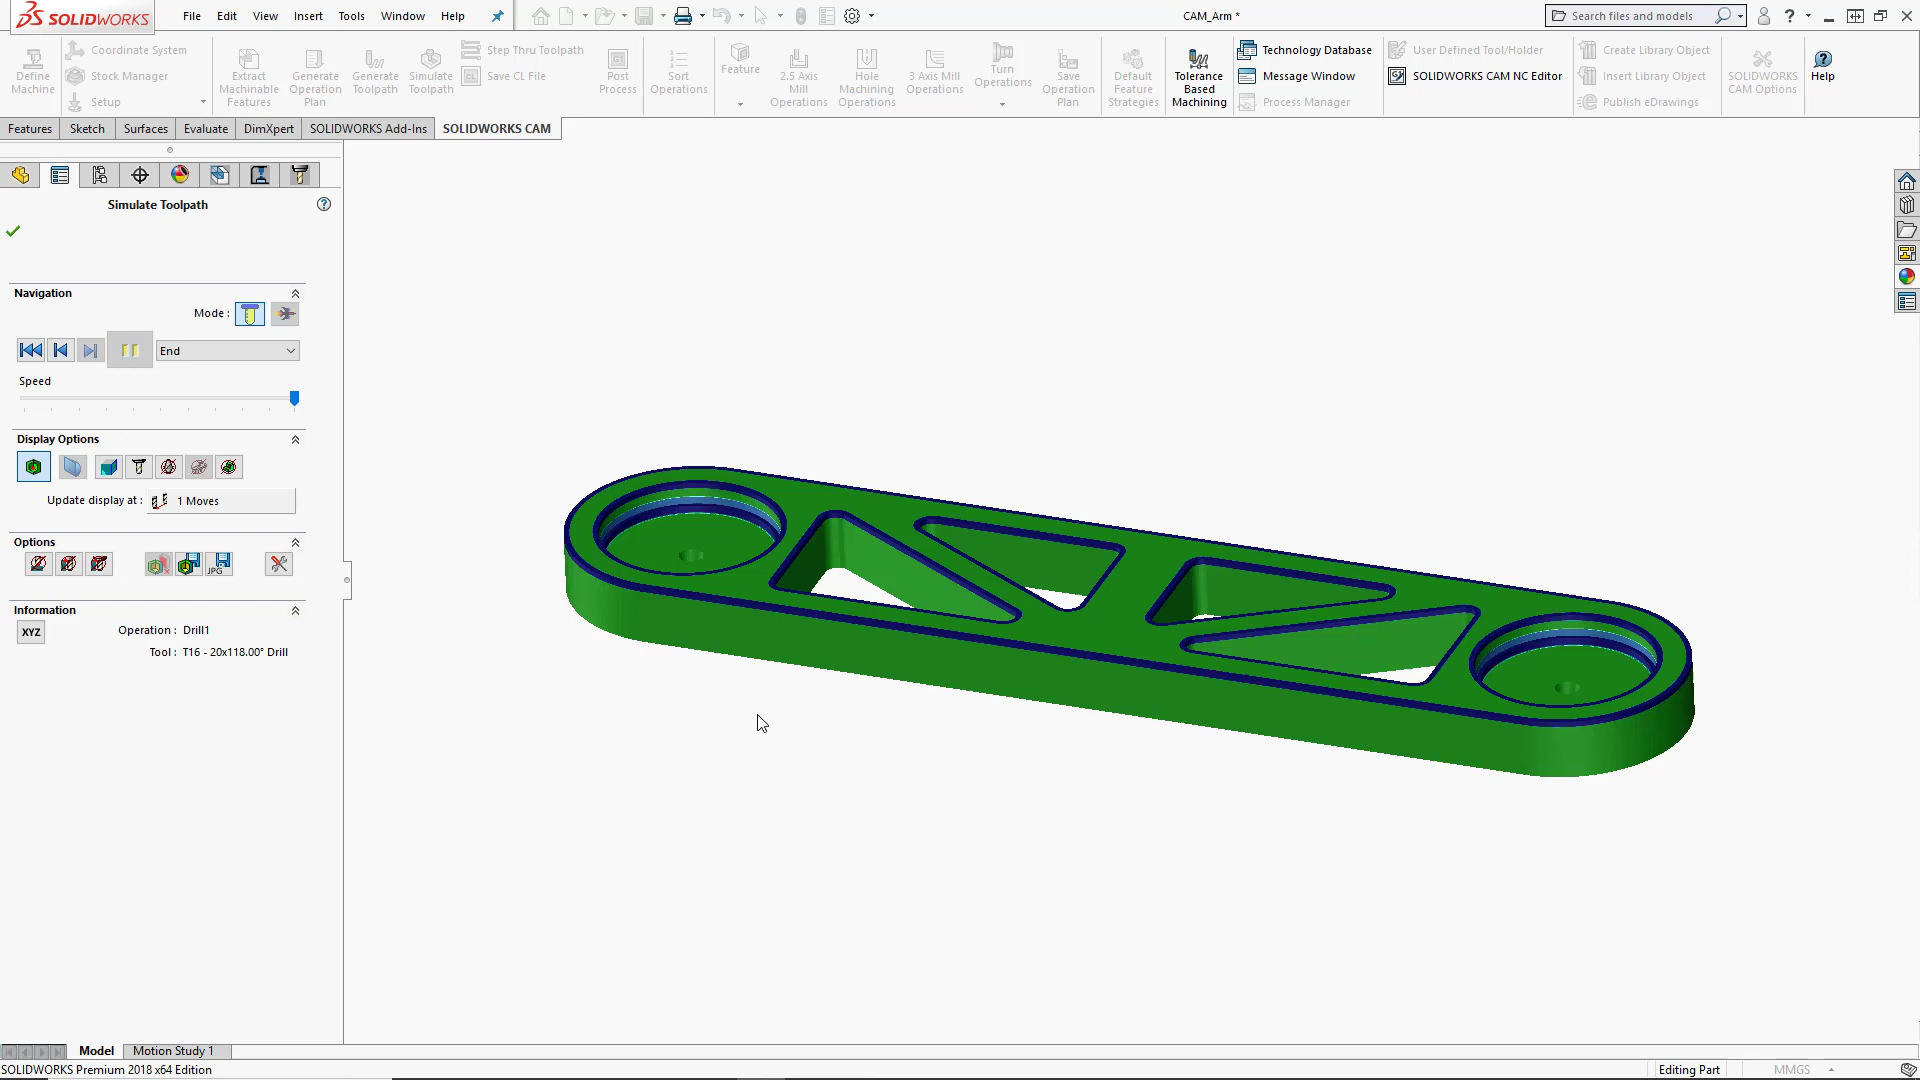 SOLIDWORKS
File Edit View Insert Tools Window Help
CAM_Arm *
Search files and models
Define
Machine
Coordinate System
Stock Manager
Setup
Extract
Machinable
Features
Generate
Operation
Plan
Generate
Toolpath
Simulate
Toolpath
Step Thru Toolpath
Save CL File
Post
Process
Sort
Operations
Feature
2.5 Axis
Mill
Operations
Hole
Machining
Operations
3 Axis Mill
Operations
Turn
Operations
Save
Operation
Plan
Default
Feature
Strategies
Tolerance
Based
Machining
Technology Database
Message Window
Process Manager
User Defined Tool/Holder
SOLIDWORKS CAM NC Editor
Create Library Object
Insert Library Object
Publish eDrawings
SOLIDWORKS
CAM Options
Help
Features Sketch Surfaces Evaluate DimXpert SOLIDWORKS Add-Ins SOLIDWORKS CAM
Simulate Toolpath
Navigation
Mode :
End
Speed
Display Options
Update display at : 1 Moves
Options
JPG
Information
XYZ
Operation : Drill1
Tool : T16 - 20x118.00° Drill
Model Motion Study 1
SOLIDWORKS Premium 2018 x64 Edition
Editing Part
MMGS